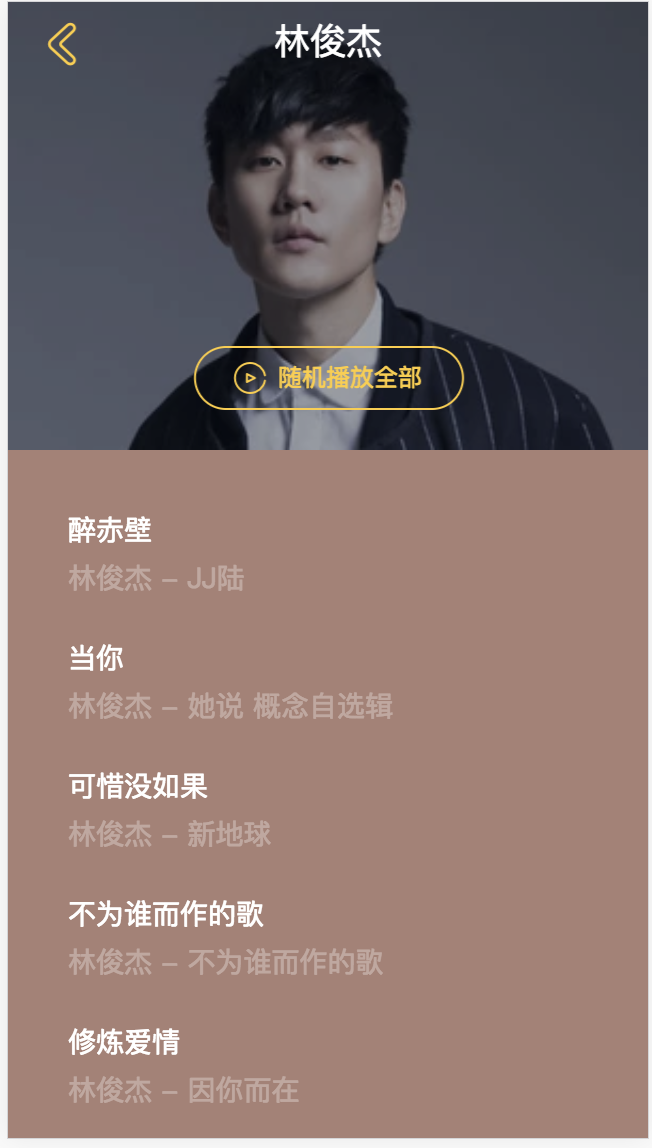 林俊杰
随机播放全部
醉赤壁
林俊杰 – JJ陆
当你
林俊杰 – 她说 概念自选辑
可惜没如果
林俊杰 – 新地球
不为谁而作的歌
林俊杰 – 不为谁而作的歌
修炼爱情
林俊杰 – 因你而在